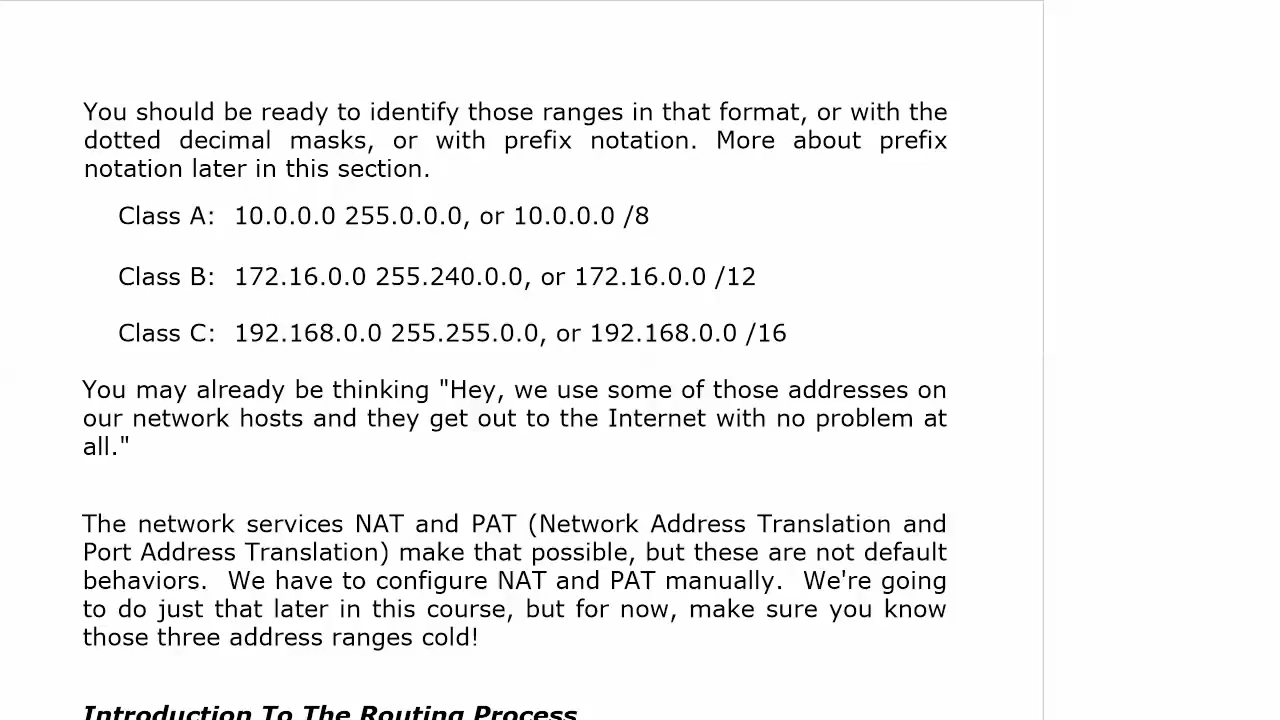 You should be ready to identify those ranges in that format, or with the
dotted decimal masks, or with prefix notation. More about prefix
notation later in this section.
Class A: 10.0.0.0 255.0.0.0, or 10.0.0.0 /8
Class B: 172.16.0.0 255.240.0.0, or 172.16.0.0 /12
Class C: 192.168.0.0 255.255.0.0, or 192.168.0.0 /16
You may already be thinking "Hey, we use some of those addresses on
our network hosts and they get out to the Internet with no problem at
all."
The network services NAT and PAT (Network Address Translation and
Port Address Translation) make that possible, but these are not default
behaviors. We have to configure NAT and PAT manually. We're going
to do just that later in this course, but for now, make sure you know
those three address ranges cold!
Introduction To The Routing Process